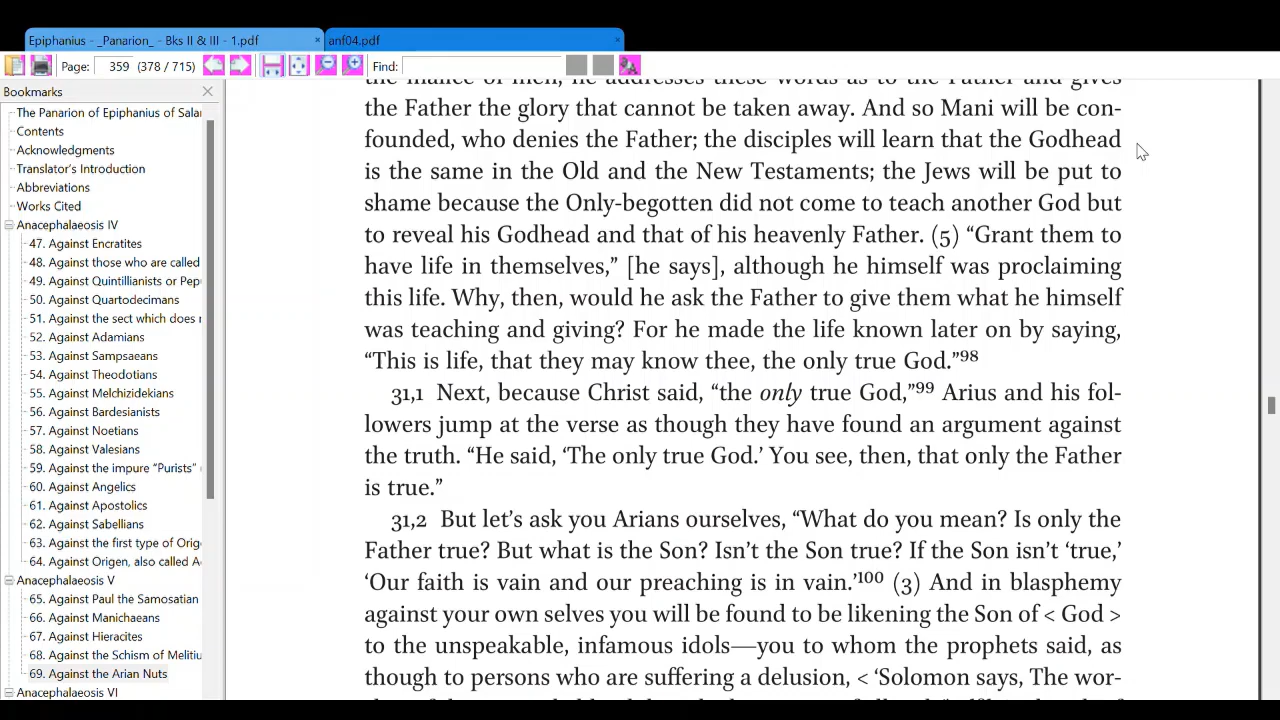 Epiphanius - _Panarion_ - Bks II & III - 1.pdf ×
anf04.pdf ×
Page: 359 (378 / 715) Find:
Bookmarks
The Panarion of Epiphanius of Sala
Contents
Acknowledgments
Translator's Introduction
Abbreviations
Works Cited
Anacephalaeosis IV
47. Against Encratites
48. Against those who are called
49. Against Quintillianists or Pep
50. Against Quartodecimans
51. Against the sect which does r
52. Against Adamians
53. Against Sampsaeans
54. Against Theodotians
55. Against Melchizidekians
56. Against Bardesianists
57. Against Noetians
58. Against Valesians
59. Against the impure “Purists” (
60. Against Angelics
61. Against Apostolics
62. Against Sabellians
63. Against the first type of Orig
64. Against Origen, also called A
Anacephalaeosis V
65. Against Paul the Samosatian
66. Against Manichaeans
67. Against Hieracites
68. Against the Schism of Melitiu
69. Against the Arian Nuts
Anacephalaeosis VI
the malice of men, he addresses these words as to the Father and gives
the Father the glory that cannot be taken away. And so Mani will be con-
founded, who denies the Father; the disciples will learn that the Godhead
is the same in the Old and the New Testaments; the Jews will be put to
shame because the Only-begotten did not come to teach another God but
to reveal his Godhead and that of his heavenly Father. (5) “Grant them to
have life in themselves,” [he says], although he himself was proclaiming
this life. Why, then, would he ask the Father to give them what he himself
was teaching and giving? For he made the life known later on by saying,
“This is life, that they may know thee, the only true God.”98
31,1 Next, because Christ said, “the only true God,”99 Arius and his fol-
lowers jump at the verse as though they have found an argument against
the truth. “He said, ‘The only true God.’ You see, then, that only the Father
is true.”
31,2 But let’s ask you Arians ourselves, “What do you mean? Is only the
Father true? But what is the Son? Isn’t the Son true? If the Son isn’t ‘true,’
‘Our faith is vain and our preaching is in vain.’100 (3) And in blasphemy
against your own selves you will be found to be likening the Son of < God >
to the unspeakable, infamous idols—you to whom the prophets said, as
though to persons who are suffering a delusion, < ‘Solomon says, The wor-